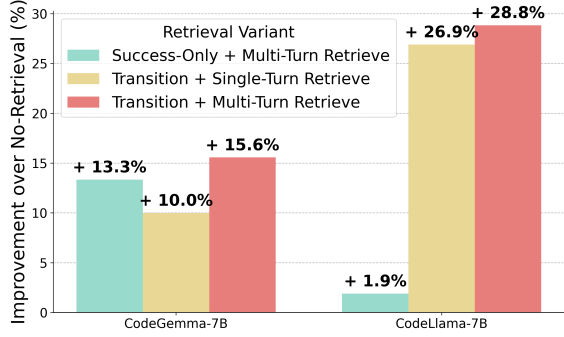 Improvement over No-Retrieval (%)
30
25
20
15
10
5
0
Retrieval Variant
Success-Only + Multi-Turn Retrieve
Transition + Single-Turn Retrieve
Transition + Multi-Turn Retrieve
+ 13.3%
+ 10.0%
+ 15.6%
+ 1.9%
+ 26.9%
+ 28.8%
CodeGemma-7B
CodeLlama-7B